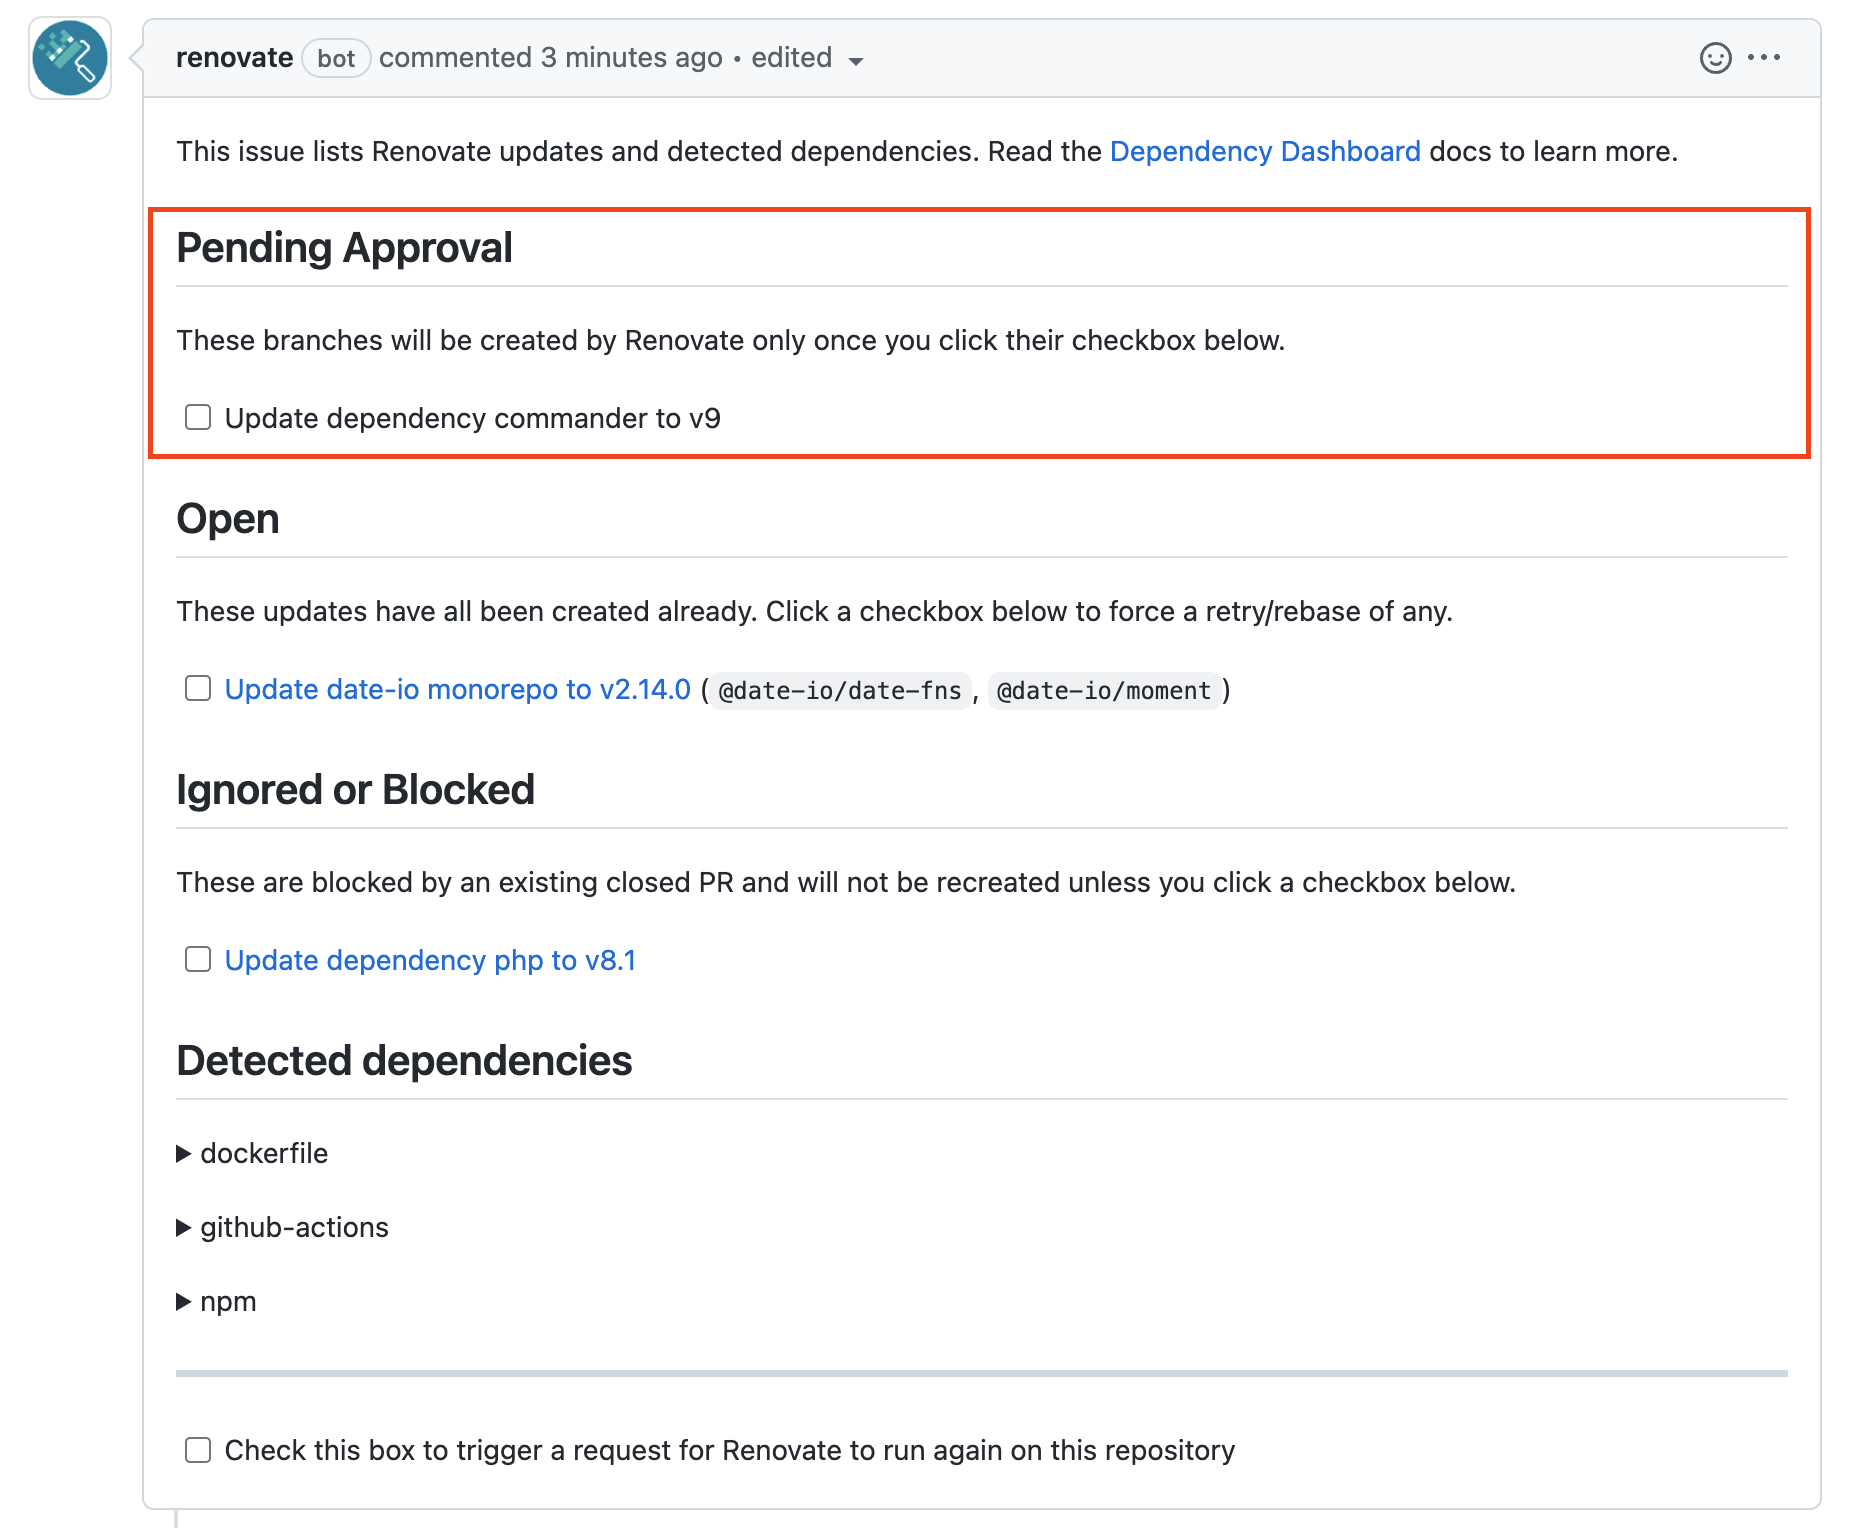 renovate bot commented 3 minutes ago • edited
This issue lists Renovate updates and detected dependencies. Read the Dependency Dashboard docs to learn more.
Pending Approval
These branches will be created by Renovate only once you click their checkbox below.
Update dependency commander to v9
Open
These updates have all been created already. Click a checkbox below to force a retry/rebase of any.
Update date-io monorepo to v2.14.0 (@date-io/date-fns, @date-io/moment)
Ignored or Blocked
These are blocked by an existing closed PR and will not be recreated unless you click a checkbox below.
Update dependency php to v8.1
Detected dependencies
dockerfile
github-actions
npm
Check this box to trigger a request for Renovate to run again on this repository